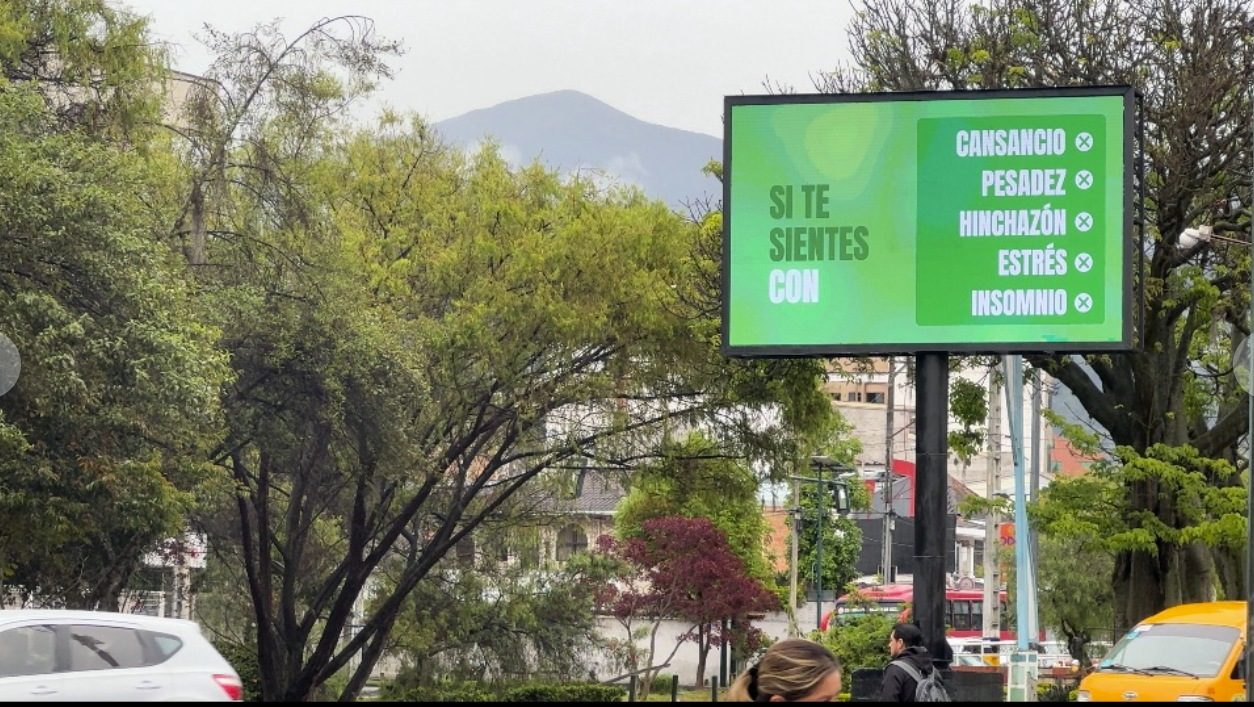 SI TE
SIENTES
CON
CANSANCIO
PESADEZ
HINCHAZÓN
ESTRÉS
INSOMNIO